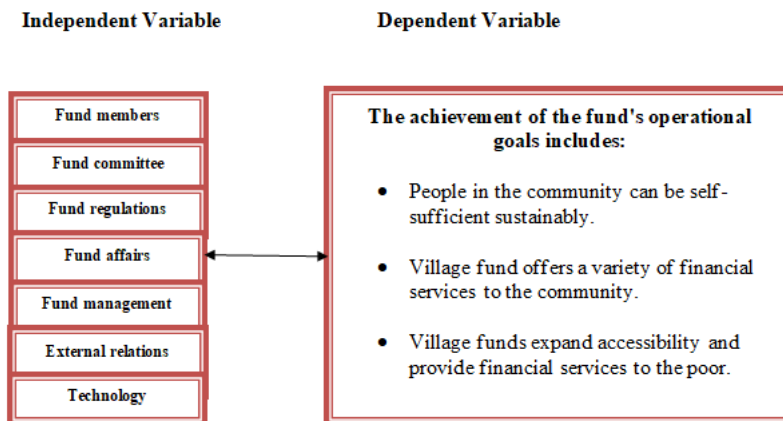 Independent Variable
Dependent Variable
Fund members
Fund committee
Fund regulations
Fund affairs
Fund management
External relations
Technology
The achievement of the fund's operational
goals includes:
• People in the community can be self-
sufficient sustainably.
• Village fund offers a variety of financial
services to the community.
• Village funds expand accessibility and
provide financial services to the poor.